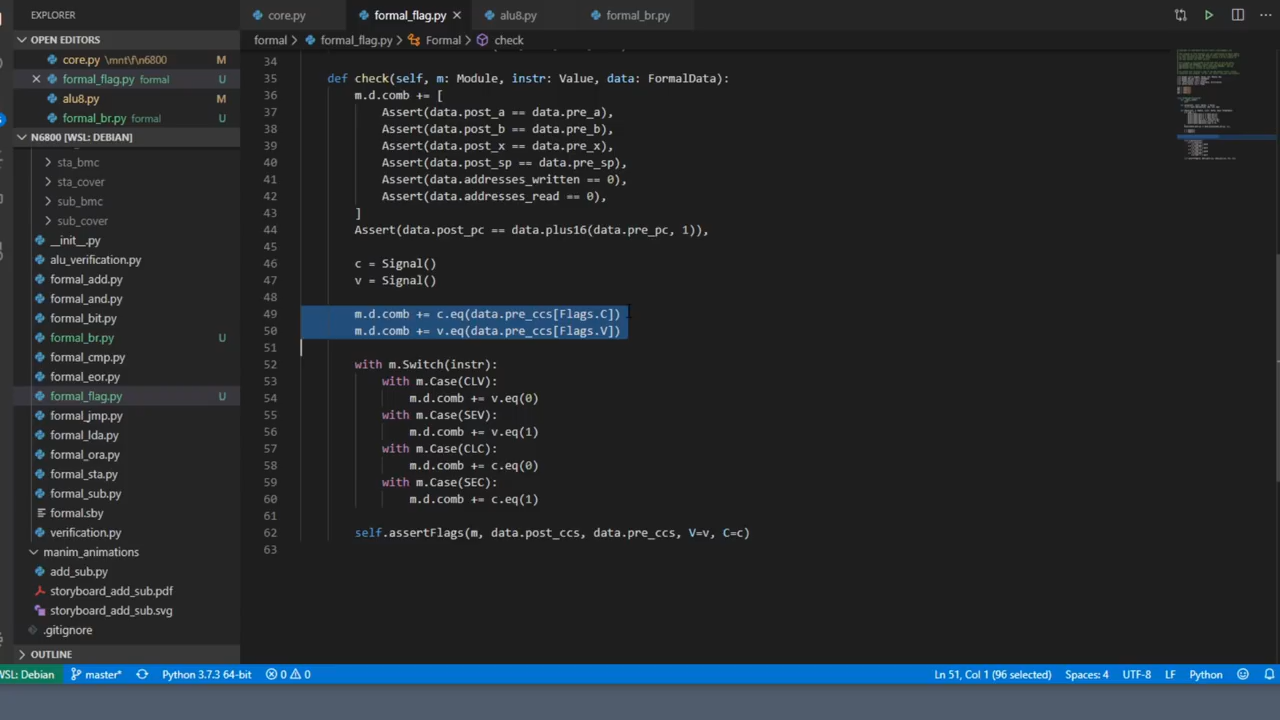 EXPLORER
core.py
formal_flag.py
alu8.py
formal_br.py
OPEN EDITORS
formal > formal_flag.py > Formal > check
core.py \mnt\f\n6800 M
formal_flag.py formal U
alu8.py M
formal_br.py formal U
N6800 [WSL: DEBIAN]
sta_bmc
sta_cover
sub_bmc
sub_cover
__init__.py
alu_verification.py
formal_add.py
formal_and.py
formal_bit.py
formal_br.py U
formal_cmp.py
formal_eor.py
formal_flag.py U
formal_jmp.py
formal_lda.py
formal_ora.py
formal_sta.py
formal_sub.py
formal.sby
verification.py
manim_animations
add_sub.py
storyboard_add_sub.pdf
storyboard_add_sub.svg
.gitignore
OUTLINE
34
35 def check(self, m: Module, instr: Value, data: FormalData):
36 m.d.comb += [
37 Assert(data.post_a == data.pre_a),
38 Assert(data.post_b == data.pre_b),
39 Assert(data.post_x == data.pre_x),
40 Assert(data.post_sp == data.pre_sp),
41 Assert(data.addresses_written == 0),
42 Assert(data.addresses_read == 0),
43 ]
44 Assert(data.post_pc == data.plus16(data.pre_pc, 1)),
45
46 c = Signal()
47 v = Signal()
48
49 m.d.comb += c.eq(data.pre_ccs[Flags.C])
50 m.d.comb += v.eq(data.pre_ccs[Flags.V])
51
52 with m.Switch(instr):
53 with m.Case(CLV):
54 m.d.comb += v.eq(0)
55 with m.Case(SEV):
56 m.d.comb += v.eq(1)
57 with m.Case(CLC):
58 m.d.comb += c.eq(0)
59 with m.Case(SEC):
60 m.d.comb += c.eq(1)
61
62 self.assertFlags(m, data.post_ccs, data.pre_ccs, V=v, C=c)
63
WSL: Debian master* Python 3.7.3 64-bit 0 0 Ln 51, Col 1 (96 selected) Spaces: 4 UTF-8 LF Python